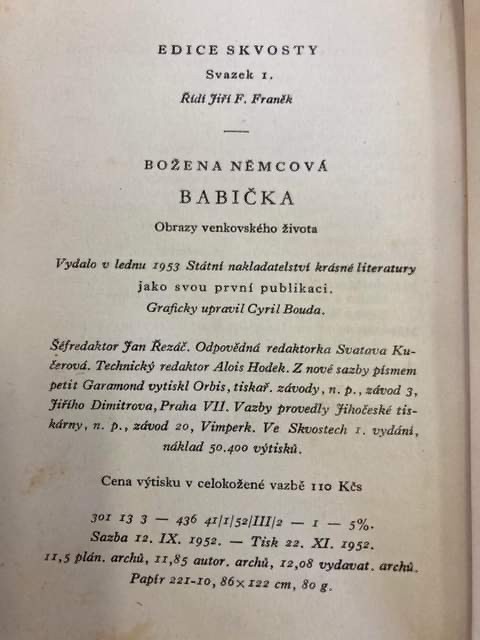 EDICE SKVOSTY
Svazek 1.
Řídí Jiří F. Franěk
BOŽENA NĚMCOVÁ
BABIČKA
Obrazy venkovského života
Vydalo v lednu 1953 Státní nakladatelství krásné literatury
jako svou první publikaci.
Graficky upravil Cyril Bouda.
Šéfredaktor Jan Řezáč. Odpovědná redaktorka Svatava Ku-
čerová. Technický redaktor Alois Hodek. Z nové sazby písmem
petit Garamond vytiskl Orbis, tiskař. závody, n. p., závod 3,
Jiřího Dimitrova, Praha VII. Vazby provedly Jihočeské tis-
kárny, n. p., závod 20, Vimperk. Ve Skvostech 1. vydání,
náklad 50.400 výtisků.
Cena výtisku v celokožené vazbě 110 Kčs
301 13 3 — 436 41/1/52/III/2 — 1 — 5%.
Sazba 12. IX. 1952. — Tisk 22. XI. 1952.
11,5 plán. archů, 11,85 autor. archů, 12,08 vydavat. archů.
Papír 221-10, 86×122 cm, 80 g.